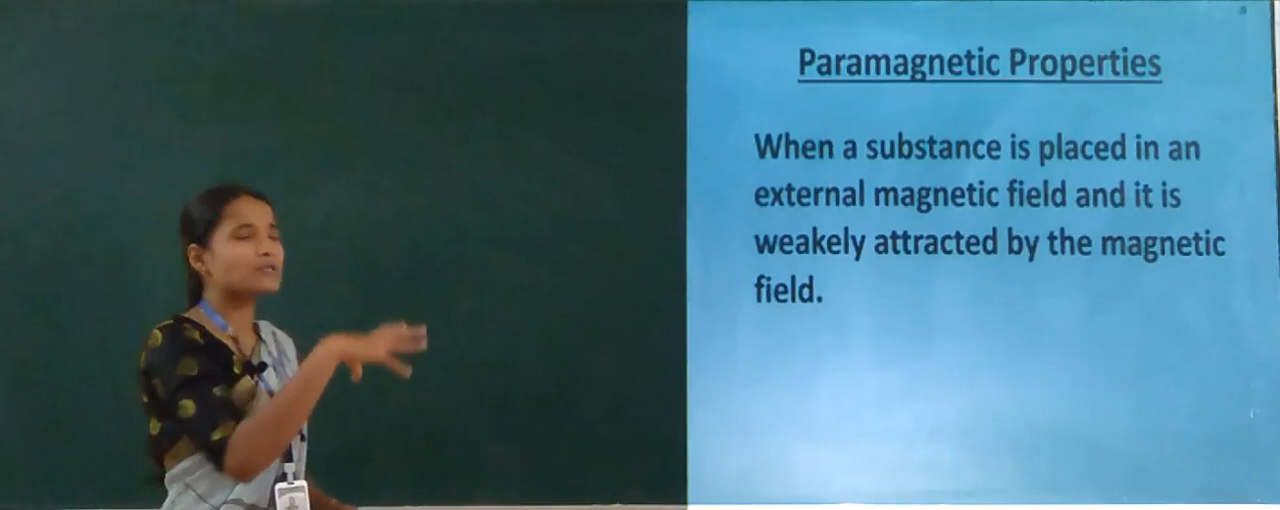 Paramagnetic Properties
When a substance is placed in an
external magnetic field and it is
weakely attracted by the magnetic
field.